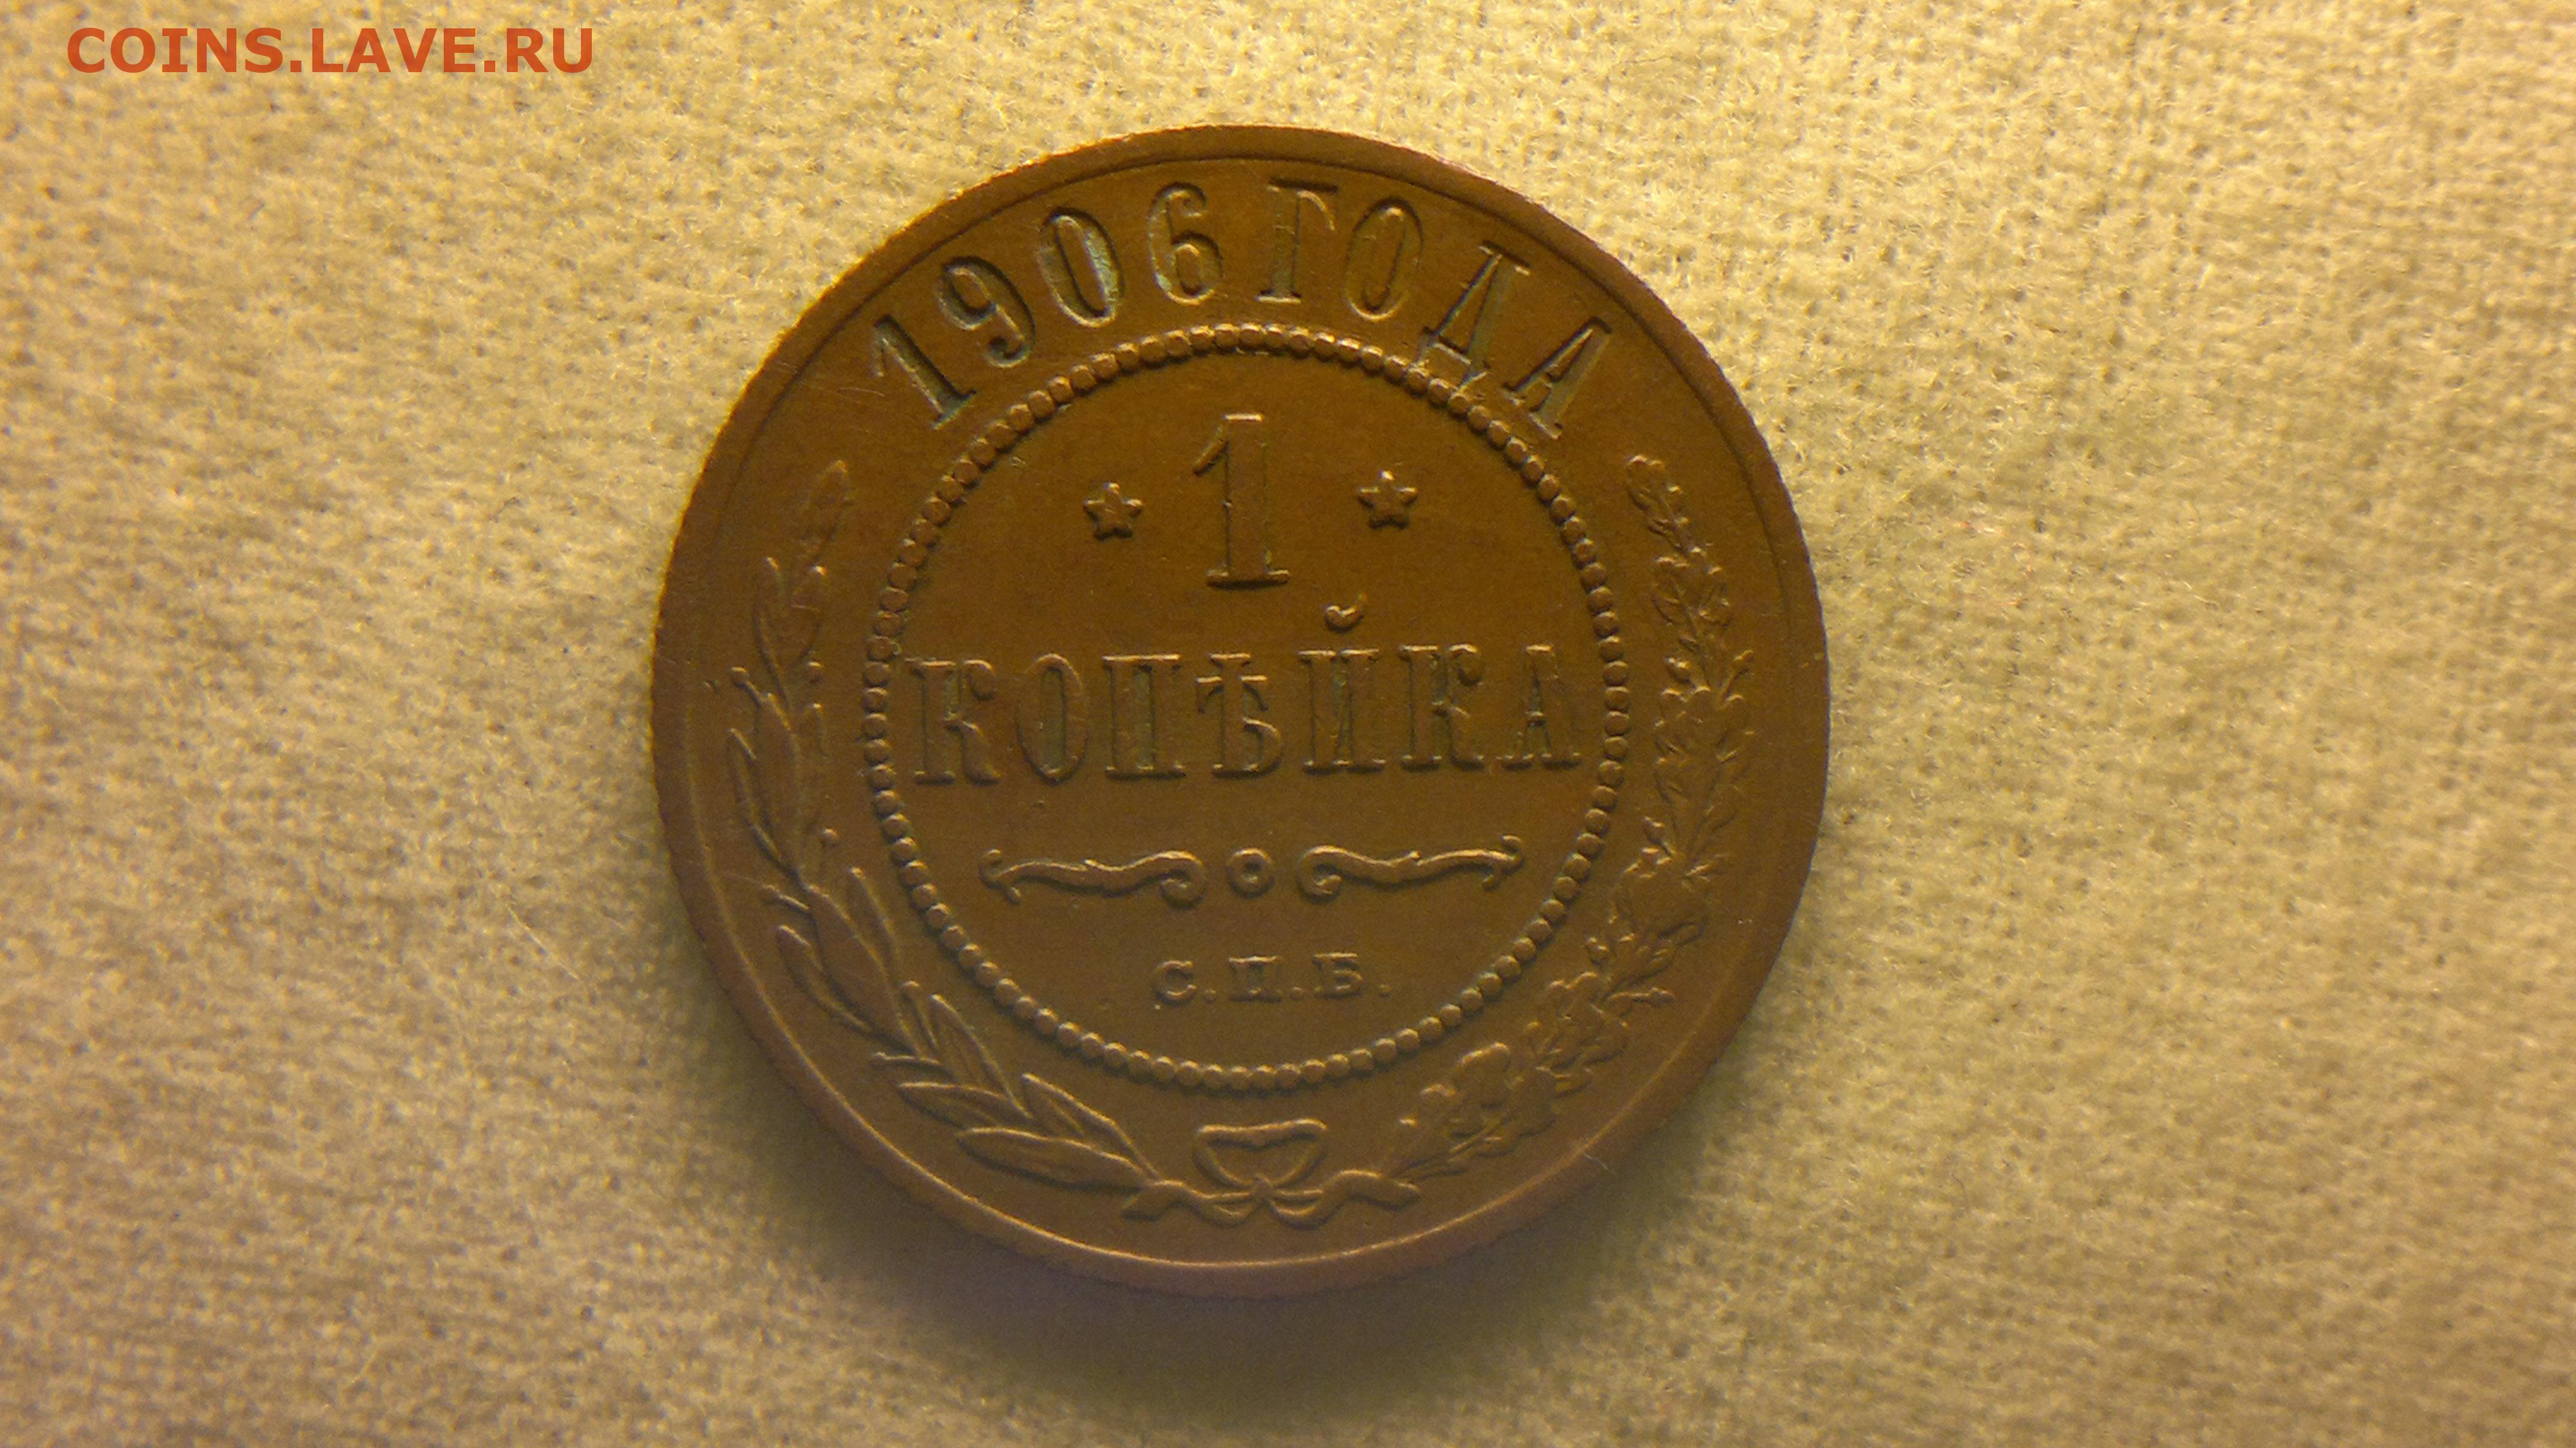 COINS.LAVE.RU
1906 ГОДА
1
КОПѢЙКА
С.П.Б.